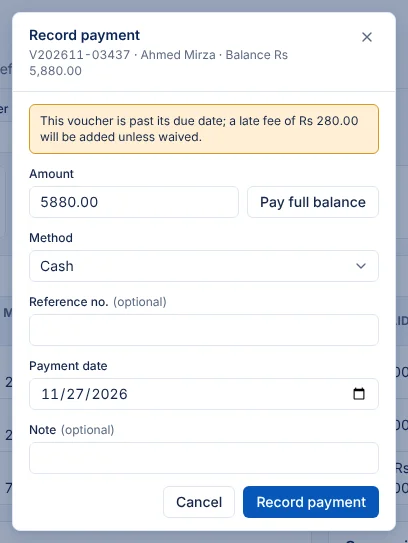 Record payment
V202611-03437 · Ahmed Mirza · Balance Rs
5,880.00
This voucher is past its due date; a late fee of Rs 280.00
will be added unless waived.
Amount
5880.00
Pay full balance
Method
Cash
Reference no. (optional)
Payment date
11/27/2026
Note (optional)
Cancel
Record payment